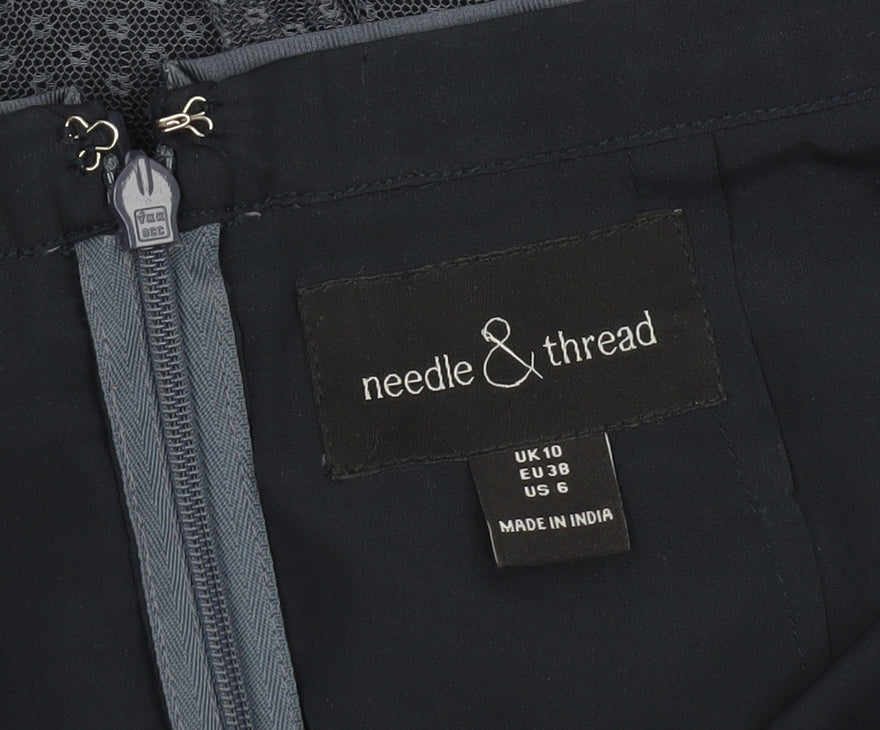 needle & thread
UK 10
EU 38
US 6
MADE IN INDIA